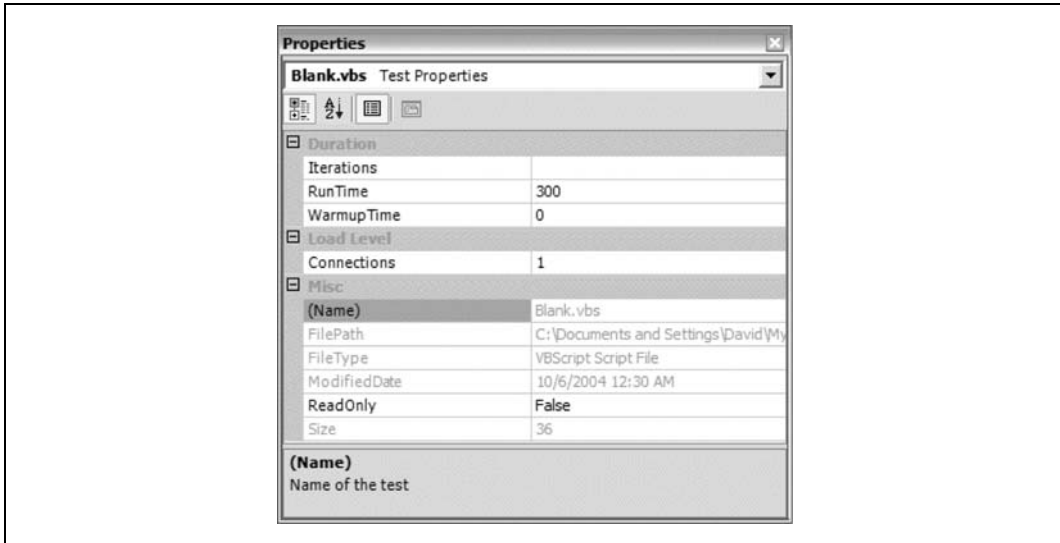 Properties
Blank.vbs Test Properties
Duration
Iterations
RunTime 300
WarmupTime 0
Load Level
Connections 1
Misc
(Name) Blank.vbs
FilePath C:\Documents and Settings\David\My
FileType VBScript Script File
ModifiedDate 10/6/2004 12:30 AM
ReadOnly False
Size 36
(Name)
Name of the test